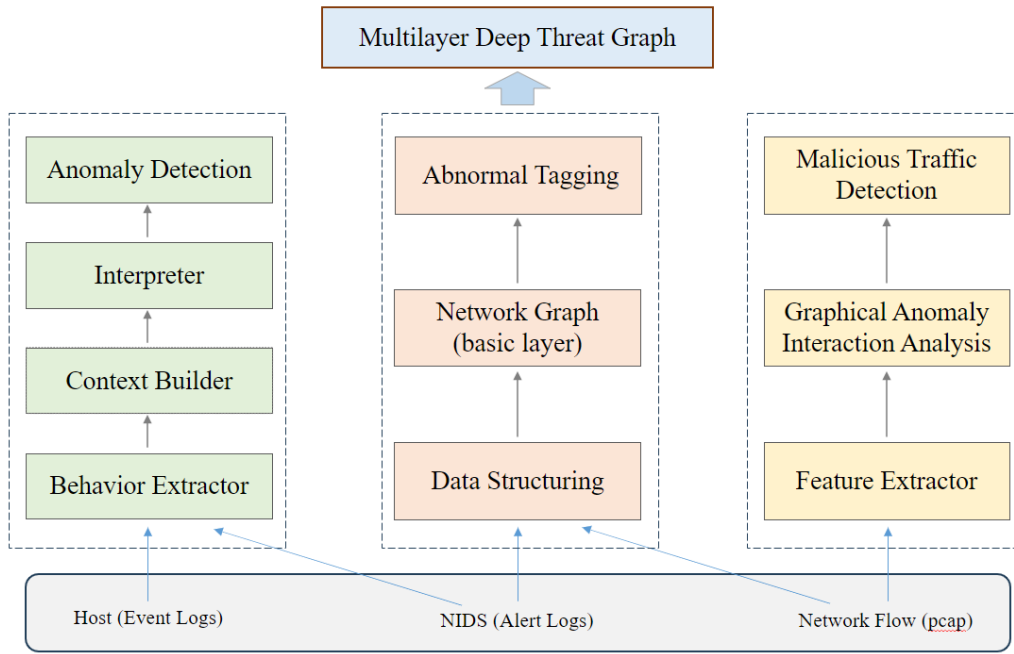 Multilayer Deep Threat Graph
Anomaly Detection
Interpreter
Context Builder
Behavior Extractor
Abnormal Tagging
Network Graph
(basic layer)
Data Structuring
Malicious Traffic
Detection
Graphical Anomaly
Interaction Analysis
Feature Extractor
Host (Event Logs)
NIDS (Alert Logs)
Network Flow (pcap)